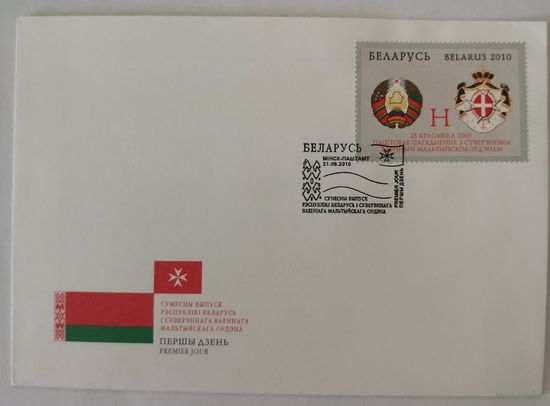 БЕЛАРУСЬ BELARUS 2010
H
28 КРАСАВІКА 2009
ПАШТОВАЕ ПАГАДНЕННЕ З СУВЕРЭННЫМ
МАЛЬТЫЙСКІМ ОРДЭНАМ
БЕЛАРУСЬ
МІНСК-ПАШТАМТ
21.06.2010
СУМЕСНЫ ВЫПУСК
РЭСПУБЛІКІ БЕЛАРУСЬ І СУВЕРЭННАГА
ВАЕННАГА МАЛЬТЫЙСКАГА ОРДЭНА
PREMIER JOUR
ПЕРШЫ ДЗЕНЬ
СУМЕСНЫ ВЫПУСК
РЭСПУБЛІКІ БЕЛАРУСЬ
І СУВЕРЭННАГА ВАЕННАГА
МАЛЬТЫЙСКАГА ОРДЭНА
ПЕРШЫ ДЗЕНЬ
PREMIER JOUR